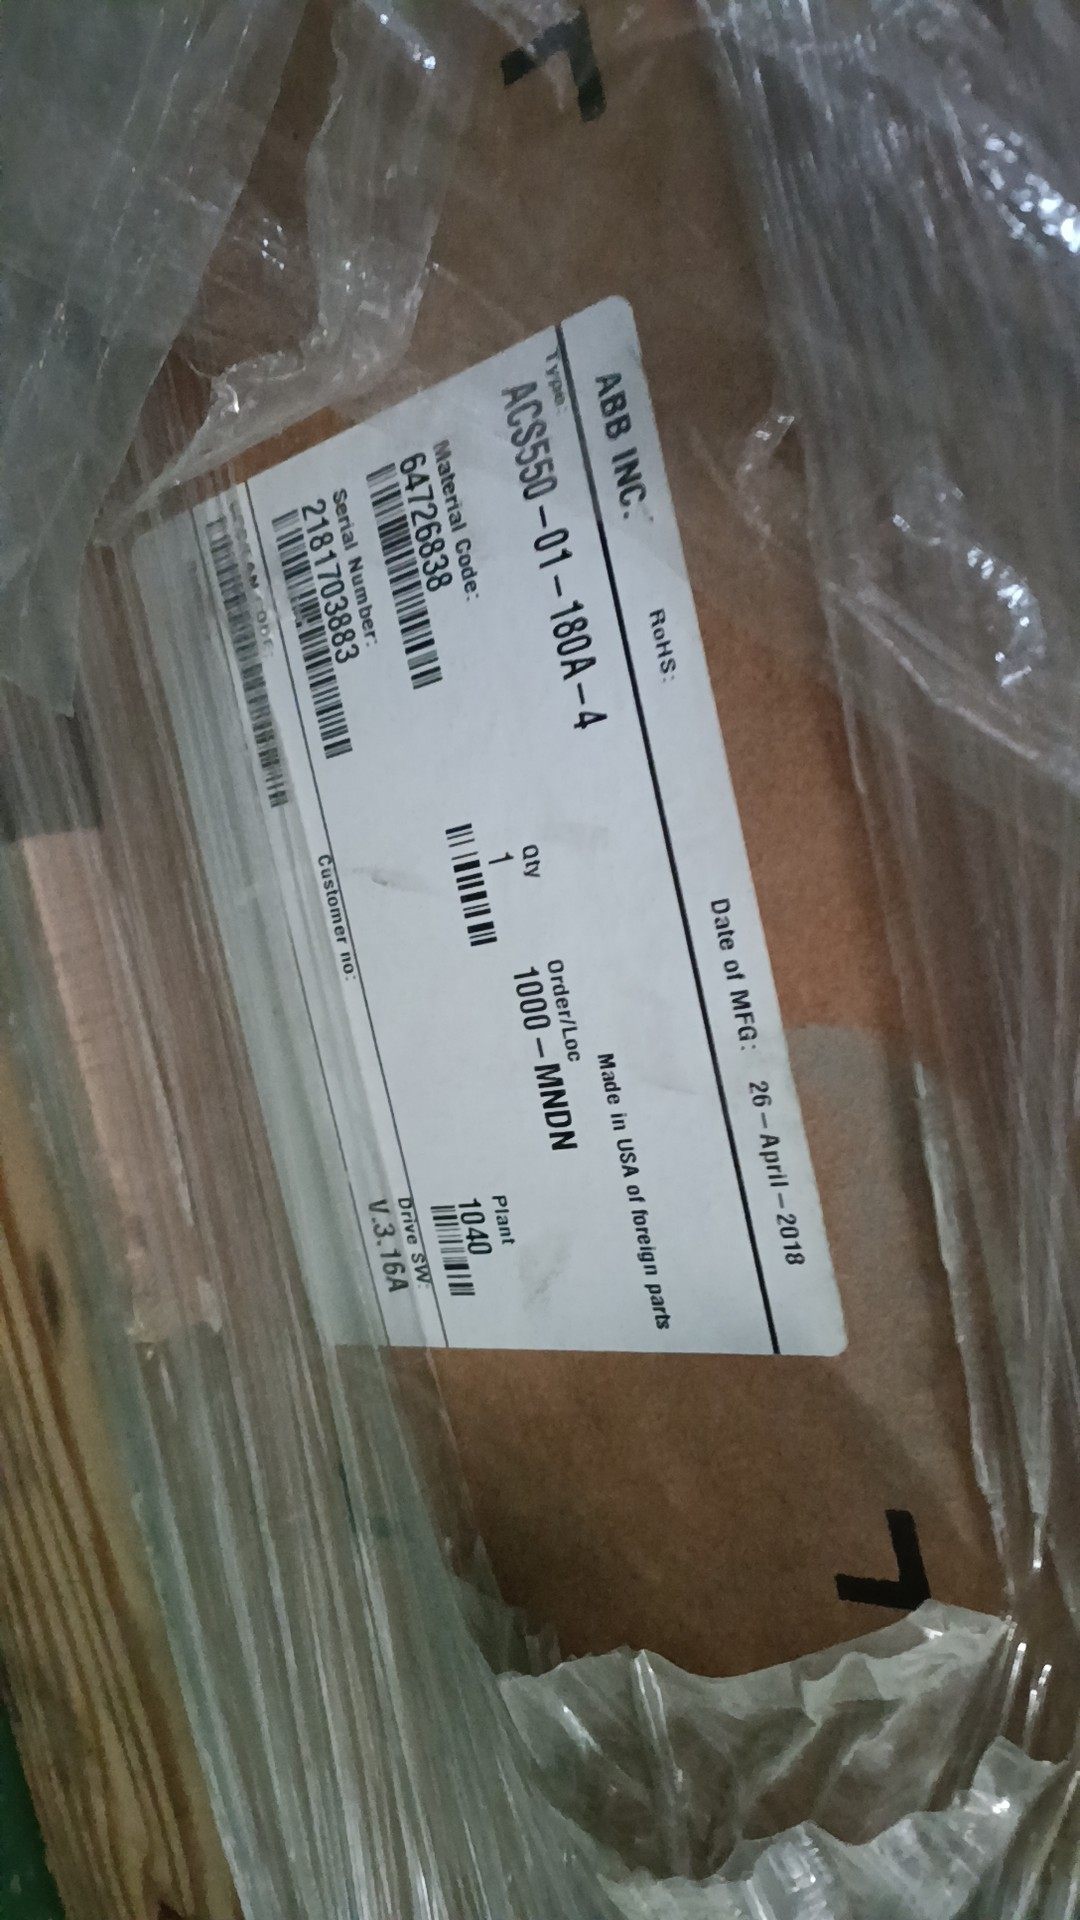 ABB INC.
RoHS:
Date of MFG: 26-April-2018
Type:
ACS550-01-180A-4
Made in USA of foreign parts
Material Code:
64726838
Qty
1
Order/Loc
1000-MNDN
Plant
1040
Serial Number:
2181703883
Customer no:
Drive SW:
V.3.16A